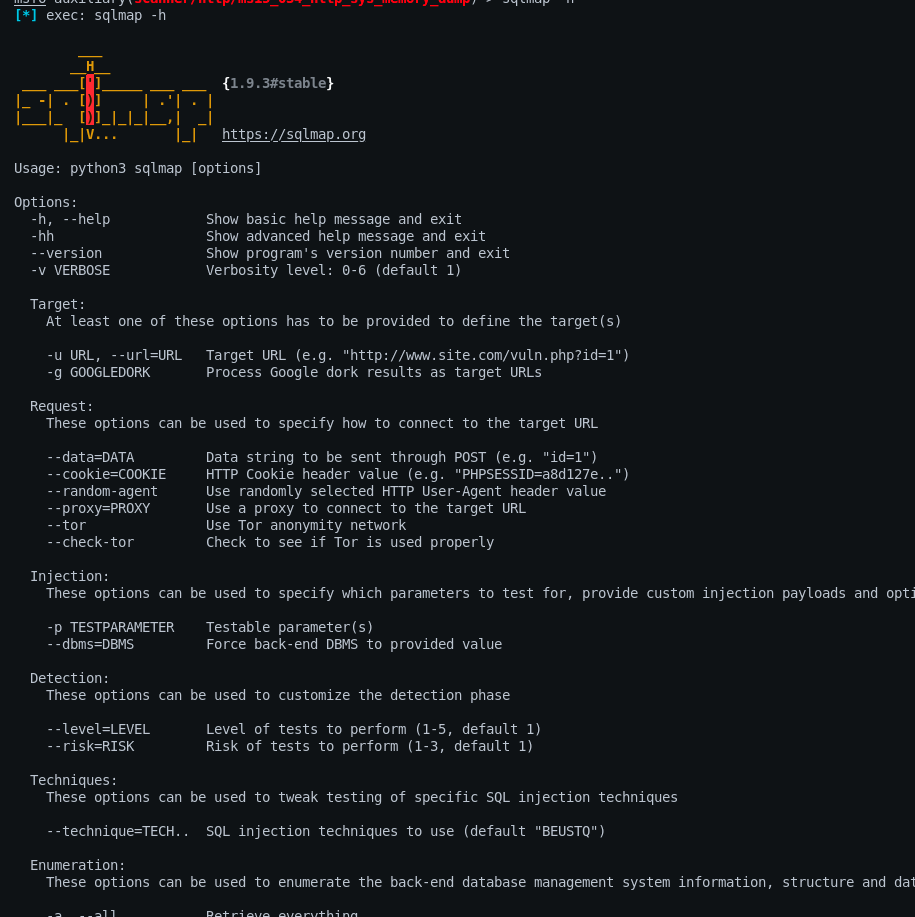 msf6 auxiliary(scanner/http/ms15_034_http_sys_memory_dump) > sqlmap -h
[*] exec: sqlmap -h
        ___
       __H__
 ___ ___[']_____ ___ ___  {1.9.3#stable}
|_ -| . [)]     | .'| . |
|___|_  [)]_|_|_|__,|  _|
      |_|V...       |_|   https://sqlmap.org
Usage: python3 sqlmap [options]
Options:
  -h, --help            Show basic help message and exit
  -hh                   Show advanced help message and exit
  --version             Show program's version number and exit
  -v VERBOSE            Verbosity level: 0-6 (default 1)
  Target:
    At least one of these options has to be provided to define the target(s)
    -u URL, --url=URL   Target URL (e.g. "http://www.site.com/vuln.php?id=1")
    -g GOOGLEDORK       Process Google dork results as target URLs
  Request:
    These options can be used to specify how to connect to the target URL
    --data=DATA         Data string to be sent through POST (e.g. "id=1")
    --cookie=COOKIE     HTTP Cookie header value (e.g. "PHPSESSID=a8d127e..")
    --random-agent      Use randomly selected HTTP User-Agent header value
    --proxy=PROXY       Use a proxy to connect to the target URL
    --tor               Use Tor anonymity network
    --check-tor         Check to see if Tor is used properly
  Injection:
    These options can be used to specify which parameters to test for, provide custom injection payloads and opti
    -p TESTPARAMETER    Testable parameter(s)
    --dbms=DBMS         Force back-end DBMS to provided value
  Detection:
    These options can be used to customize the detection phase
    --level=LEVEL       Level of tests to perform (1-5, default 1)
    --risk=RISK         Risk of tests to perform (1-3, default 1)
  Techniques:
    These options can be used to tweak testing of specific SQL injection techniques
    --technique=TECH..  SQL injection techniques to use (default "BEUSTQ")
  Enumeration:
    These options can be used to enumerate the back-end database management system information, structure and dat
    -a, --all           Retrieve everything